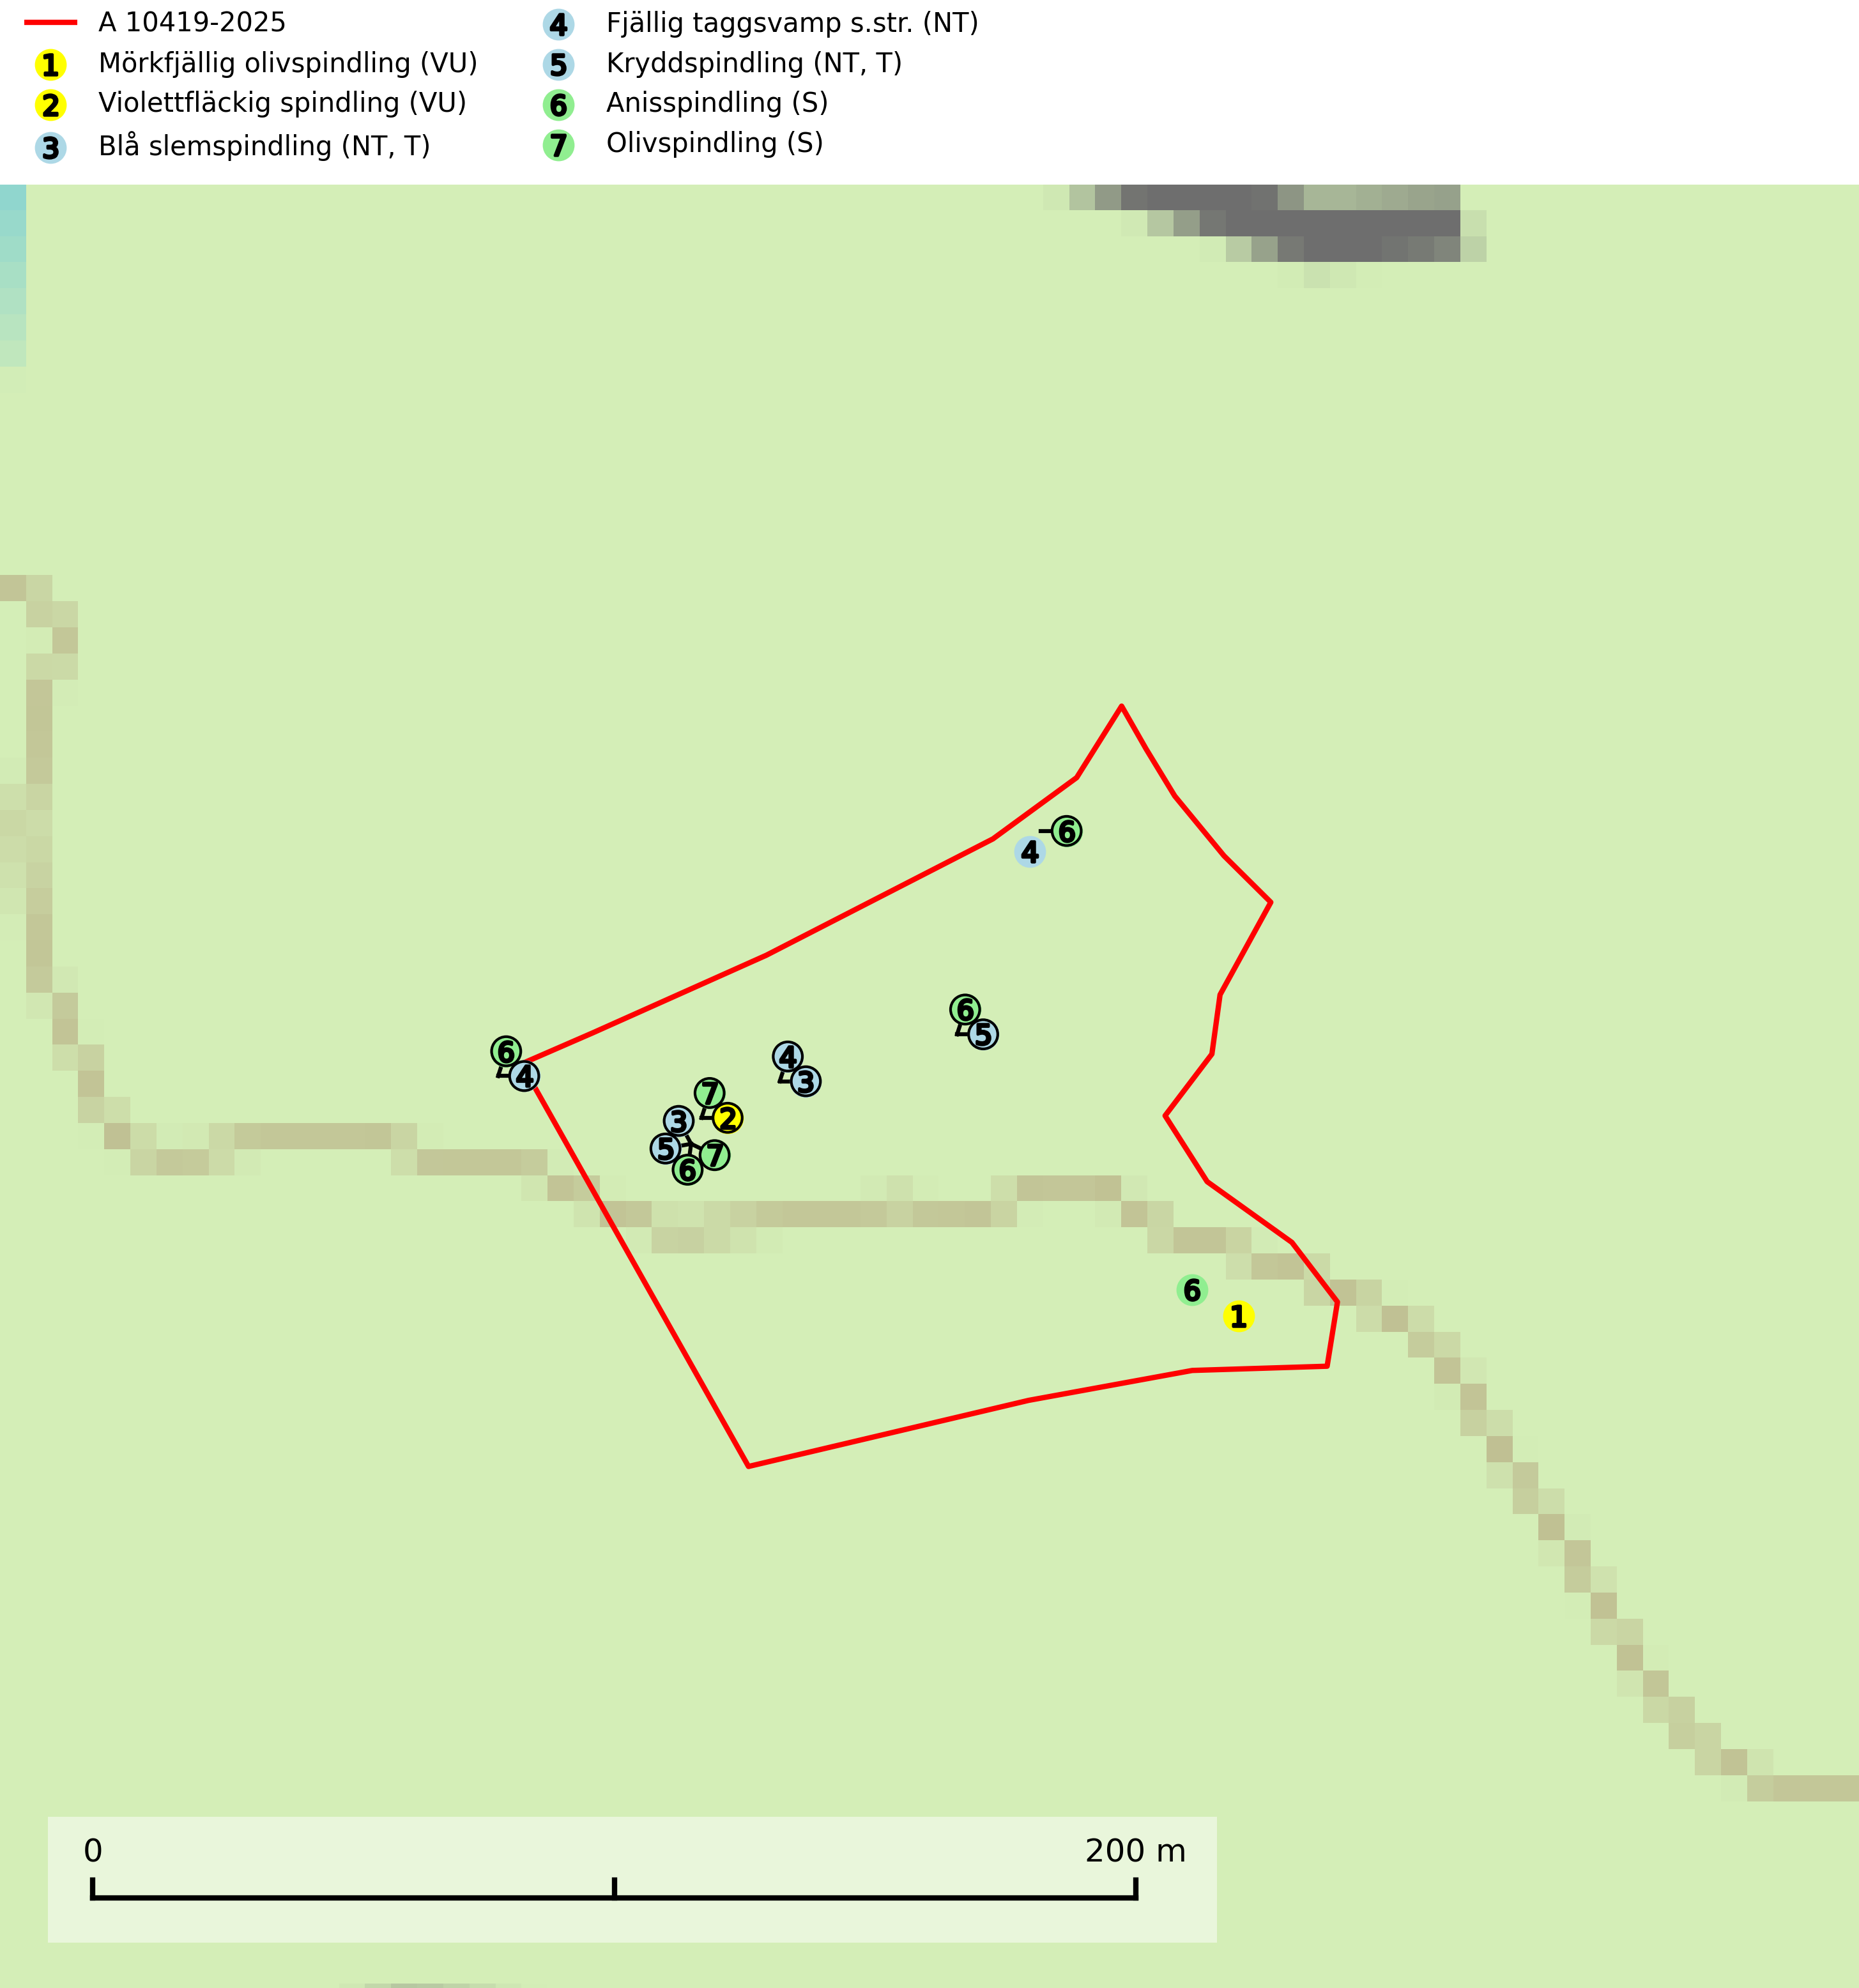 A 10419-2025
1 Mörkfjällig olivspindling (VU)
2 Violettfläckig spindling (VU)
3 Blå slemspindling (NT, T)
4 Fjällig taggsvamp s.str. (NT)
5 Kryddspindling (NT, T)
6 Anisspindling (S)
7 Olivspindling (S)
6
4
6
5
6
4
4
3
7
2
3
5
7
6
6
1
0 200 m